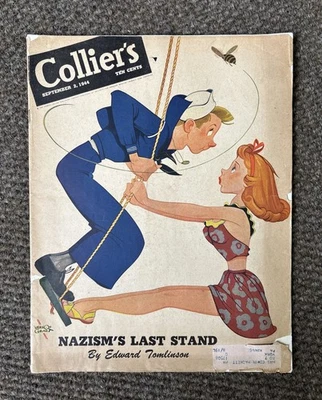 Collier's
TEN CENTS
SEPTEMBER 2, 1944
NAZISM'S LAST STAND
By Edward Tomlinson